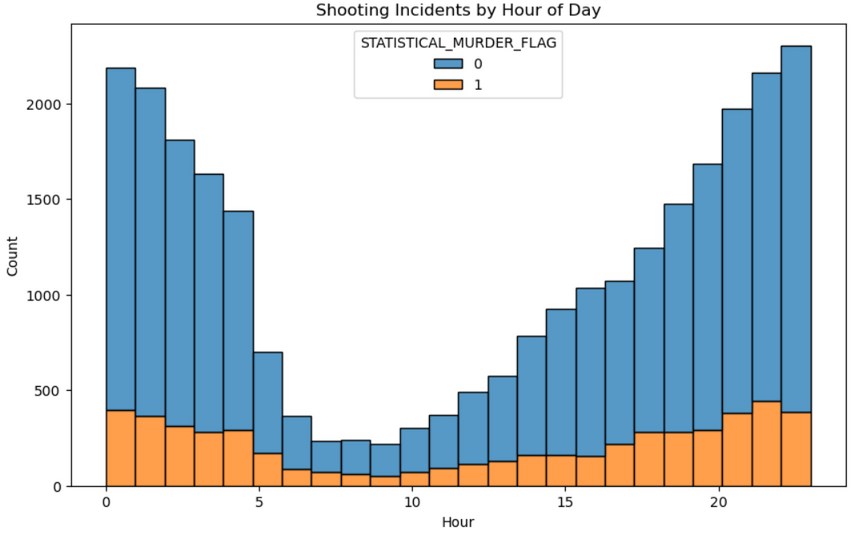 Shooting Incidents by Hour of Day
STATISTICAL_MURDER_FLAG
0
1
2000
1500
1000
500
0
Count
0 5 10 15 20
Hour